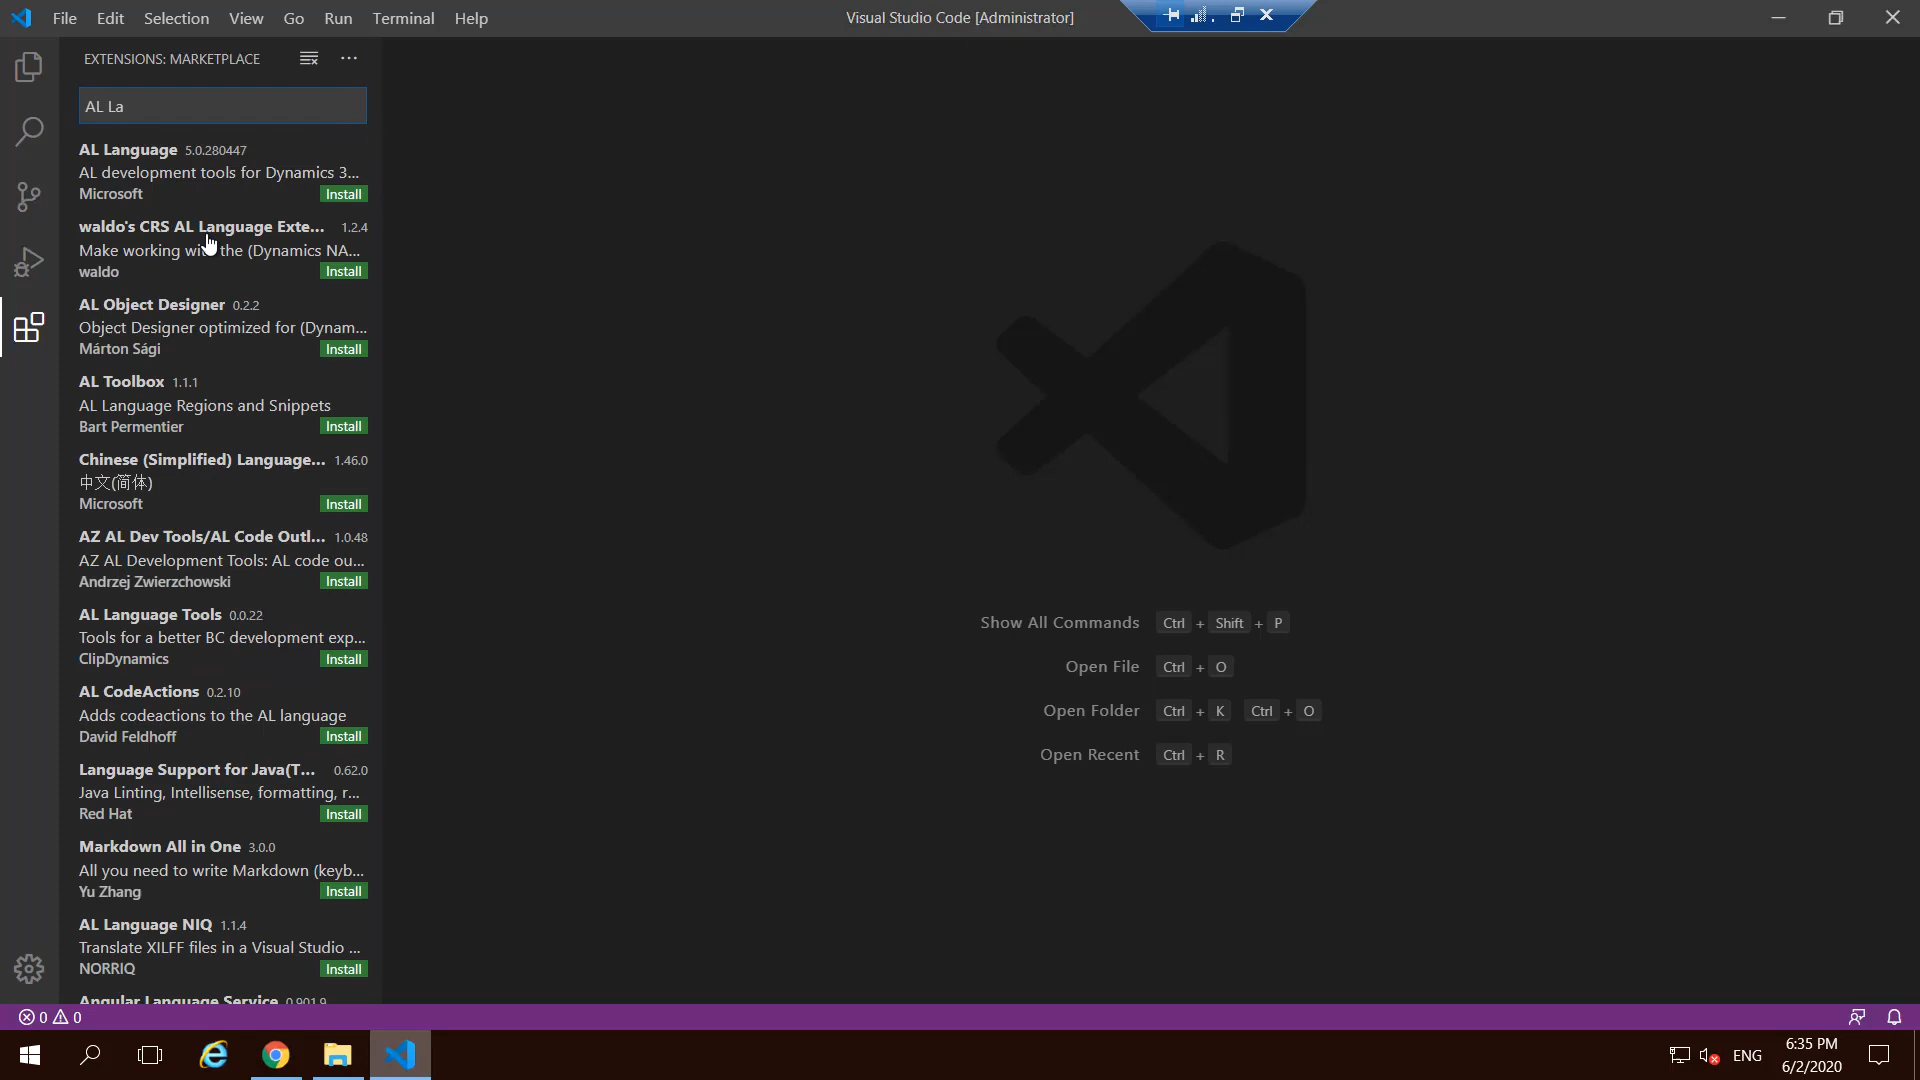 File Edit Selection View Go Run Terminal Help
Visual Studio Code [Administrator]
EXTENSIONS: MARKETPLACE
AL La
AL Language 5.0.280447
AL development tools for Dynamics 3...
Microsoft Install
waldo's CRS AL Language Exte... 1.2.4
Make working with the (Dynamics NA...
waldo Install
AL Object Designer 0.2.2
Object Designer optimized for (Dynam...
Márton Sági Install
AL Toolbox 1.1.1
AL Language Regions and Snippets
Bart Permentier Install
Chinese (Simplified) Language... 1.46.0
中文(简体)
Microsoft Install
AZ AL Dev Tools/AL Code Outl... 1.0.48
AZ AL Development Tools: AL code ou...
Andrzej Zwierzchowski Install
AL Language Tools 0.0.22
Tools for a better BC development exp...
ClipDynamics Install
AL CodeActions 0.2.10
Adds codeactions to the AL language
David Feldhoff Install
Language Support for Java(T... 0.62.0
Java Linting, Intellisense, formatting, r...
Red Hat Install
Markdown All in One 3.0.0
All you need to write Markdown (keyb...
Yu Zhang Install
AL Language NIQ 1.1.4
Translate XILFF files in a Visual Studio ...
NORRIQ Install
Angular Language Service 0.901.9
Show All Commands Ctrl + Shift + P
Open File Ctrl + O
Open Folder Ctrl + K Ctrl + O
Open Recent Ctrl + R
0 0
ENG
6:35 PM
6/2/2020